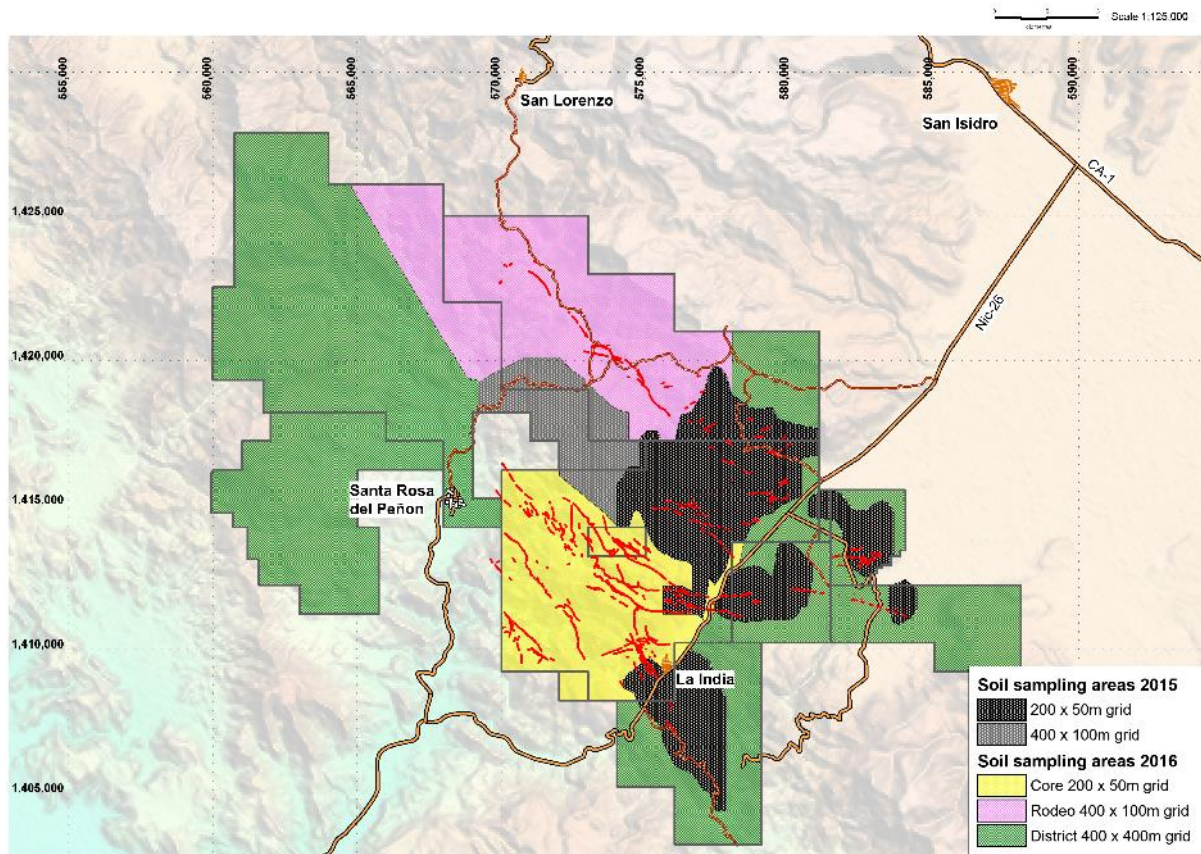 Scale 1:125,000
555,000
560,000
565,000
570,000
575,000
580,000
585,000
590,000
San Lorenzo
San Isidro
CA-1
1,425,000
Nic-26
1,420,000
1,415,000
Santa Rosa
del Peñon
1,410,000
La India
1,405,000
Soil sampling areas 2015
200 x 50m grid
400 x 100m grid
Soil sampling areas 2016
Core 200 x 50m grid
Rodeo 400 x 100m grid
District 400 x 400m grid